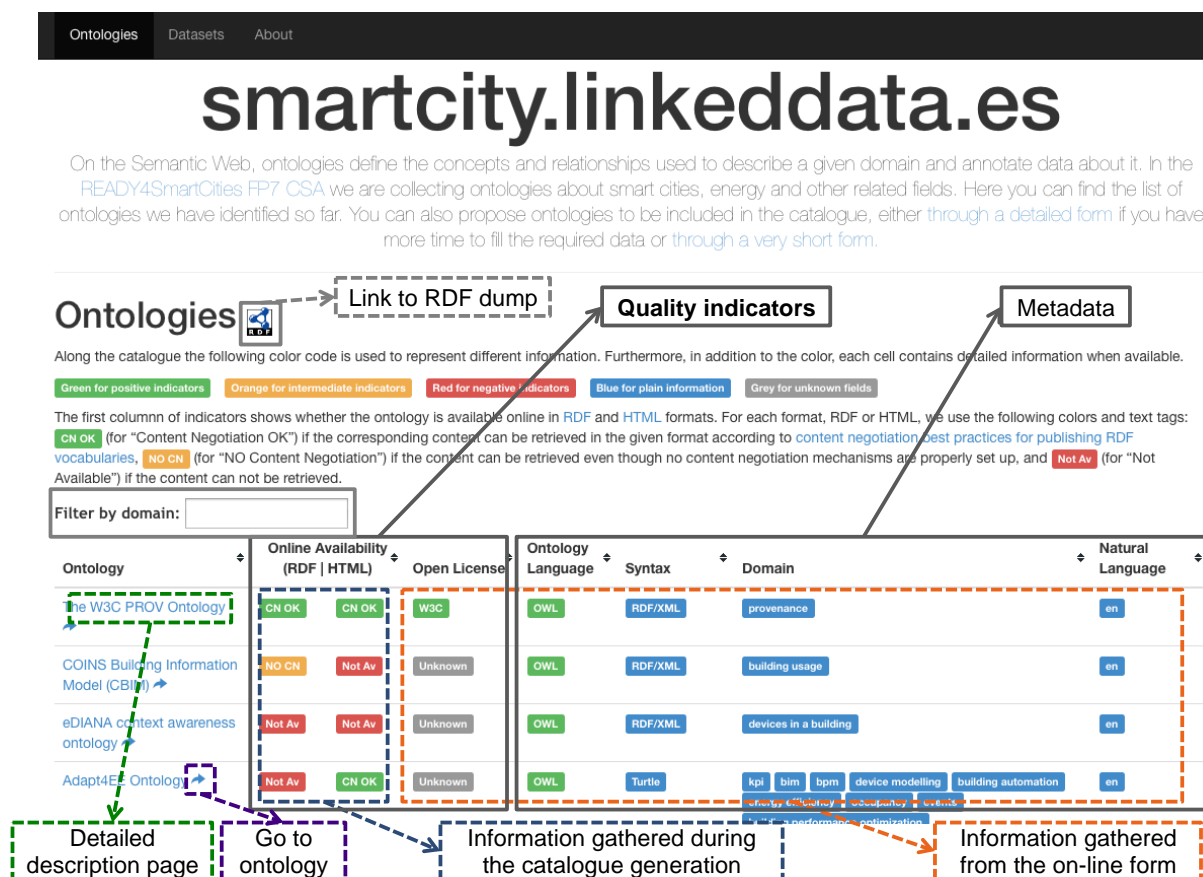 Ontologies Datasets About
smartcity.linkeddata.es
On the Semantic Web, ontologies define the concepts and relationships used to describe a given domain and annotate data about it. In the
READY4SmartCities FP7 CSA we are collecting ontologies about smart cities, energy and other related fields. Here you can find the list of
ontologies we have identified so far. You can also propose ontologies to be included in the catalogue, either through a detailed form if you have
more time to fill the required data or through a very short form.
Link to RDF dump
Quality indicators
Metadata
Ontologies
RDF
Along the catalogue the following color code is used to represent different information. Furthermore, in addition to the color, each cell contains detailed information when available.
Green for positive indicators Orange for intermediate indicators Red for negative indicators Blue for plain information Grey for unknown fields
The first columnn of indicators shows whether the ontology is available online in RDF and HTML formats. For each format, RDF or HTML, we use the following colors and text tags:
CN OK (for “Content Negotiation OK”) if the corresponding content can be retrieved in the given format according to content negotiation best practices for publishing RDF
vocabularies, NO CN (for “NO Content Negotiation”) if the content can be retrieved even though no content negotiation mechanisms are properly set up, and Not Av (for “Not
Available”) if the content can not be retrieved.
Filter by domain:
Ontology
Online Availability
(RDF | HTML)
Open License
Ontology
Language
Syntax
Domain
Natural
Language
The W3C PROV Ontology CN OK CN OK W3C OWL RDF/XML provenance en
COINS Building Information NO CN Not Av Unknown OWL RDF/XML building usage en
Model (CBIM)
eDIANA context awareness Not Av Not Av Unknown OWL RDF/XML devices in a building en
ontology
Adapt4EE Ontology Not Av CN OK Unknown OWL Turtle kpi bim bpm device modelling building automation en
energy efficiency occupancy events
building performance optimization
Detailed
description page
Go to
ontology
Information gathered during
the catalogue generation
Information gathered
from the on-line form